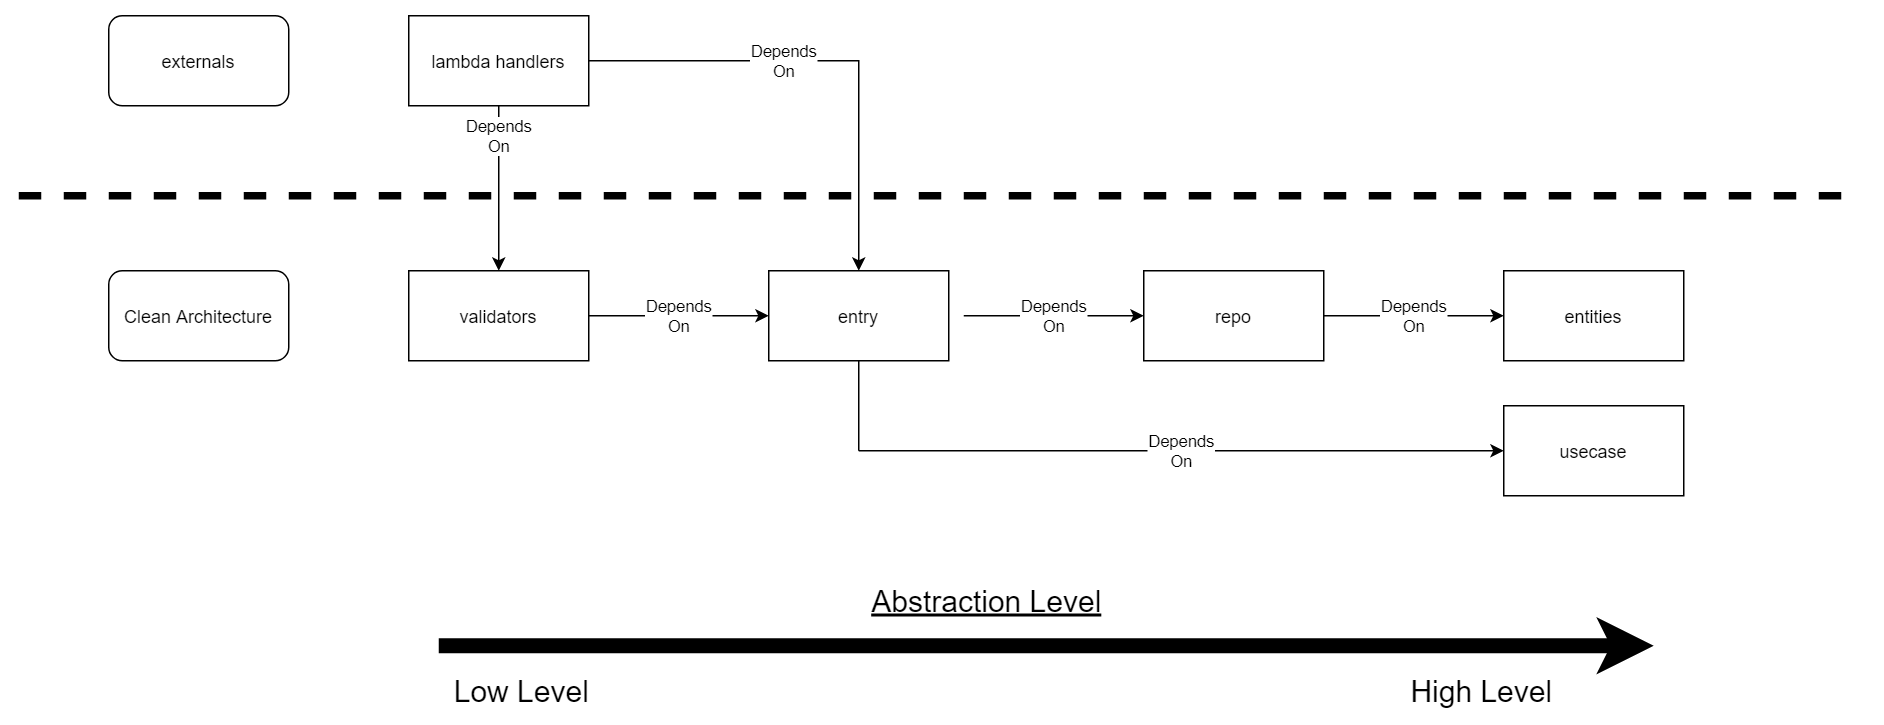 externals
lambda handlers
Depends
On
Depends
On
Clean Architecture
validators
Depends
On
entry
Depends
On
repo
Depends
On
entities
Depends
On
usecase
Abstraction Level
Low Level
High Level